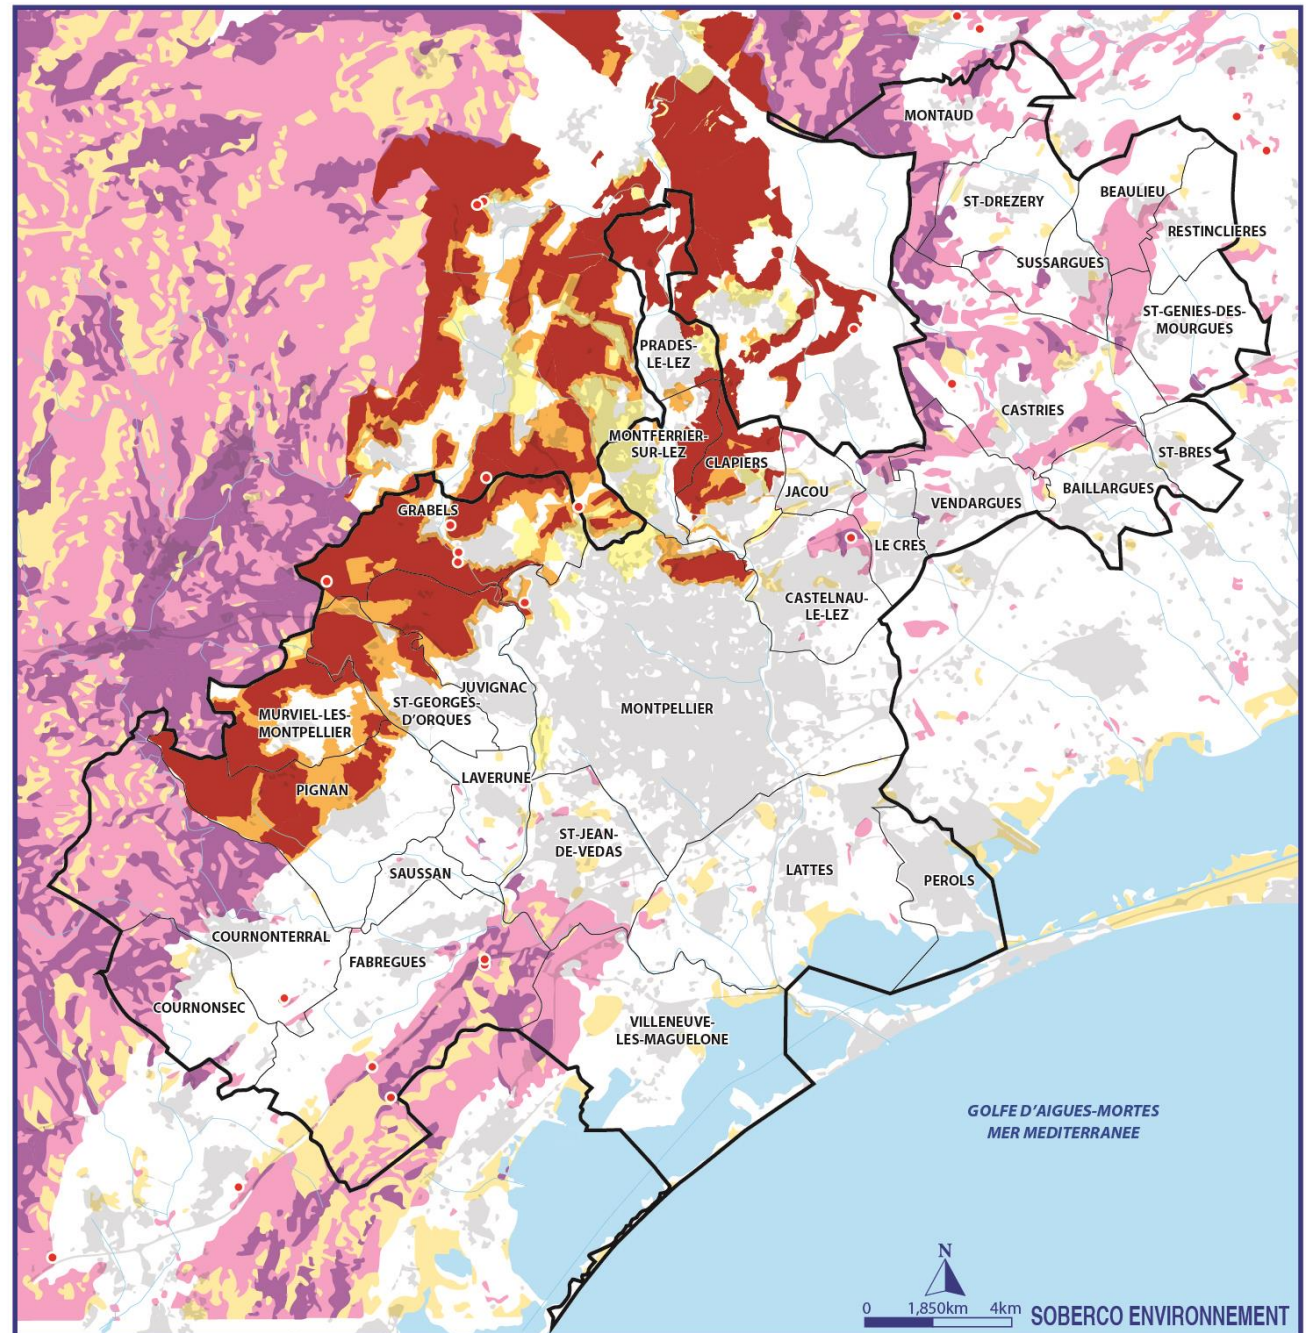 MONTAUD
ST-DREZERY
BEAULIEU
RESTINCLIERES
SUSSARGUES
ST-GENIES-DES-
MOURGUES
PRADES-
LE-LEZ
CASTRIES
MONTFERRIER-
SUR-LEZ
CLAPIERS
ST-BRES
JACOU
BAILLARGUES
VENDARGUES
GRABELS
LE CRES
CASTELNAU-
LE-LEZ
JUVIGNAC
ST-GEORGES-
D'ORQUES
MURVIEL-LES-
MONTPELLIER
MONTPELLIER
LAVERUNE
PIGNAN
ST-JEAN-
DE-VEDAS
SAUSSAN
LATTES
PEROLS
COURNONTERRAL
FABREGUES
COURNONSEC
VILLENEUVE-
LES-MAGUELONE
GOLFE D'AIGUES-MORTES
MER MEDITERRANEE
N
0 1,850km 4km
SOBERCO ENVIRONNEMENT